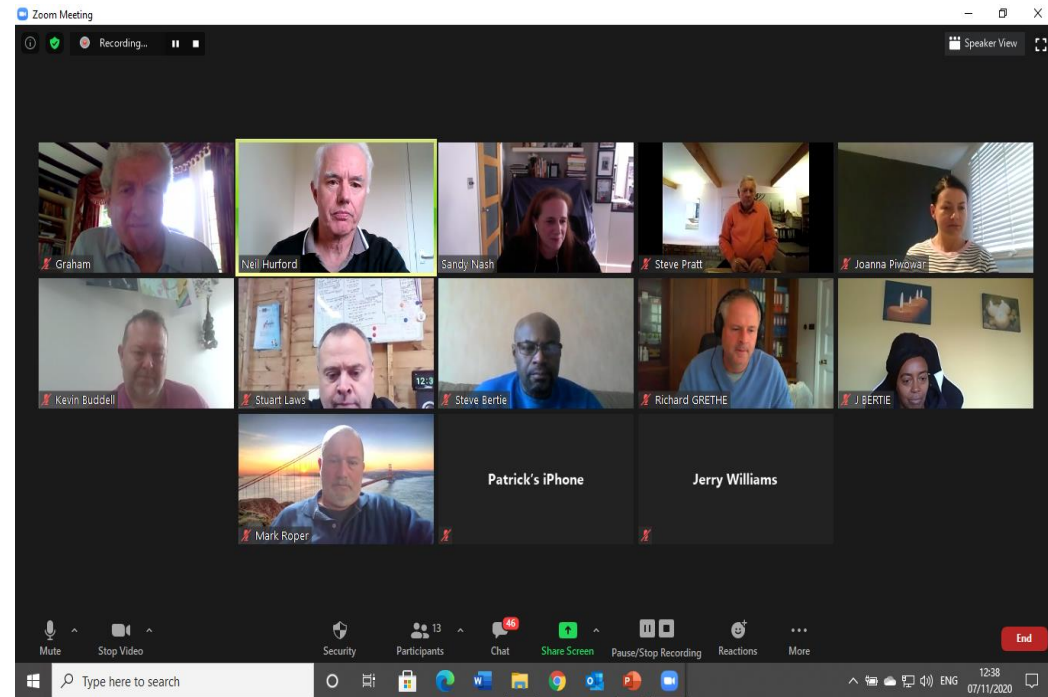 Zoom Meeting
Recording...
Speaker View
Graham
Neil Hurford
Sandy Nash
Steve Pratt
Joanna Piwowar
Kevin Buddell
Stuart Laws
12:3
Steve Bertie
Richard GRETHE
J BERTIE
Mark Roper
Patrick's iPhone
Jerry Williams
Mute
Stop Video
Security
13
Participants
46
Chat
Share Screen
Pause/Stop Recording
Reactions
More
End
Type here to search
ENG
12:38
07/11/2020